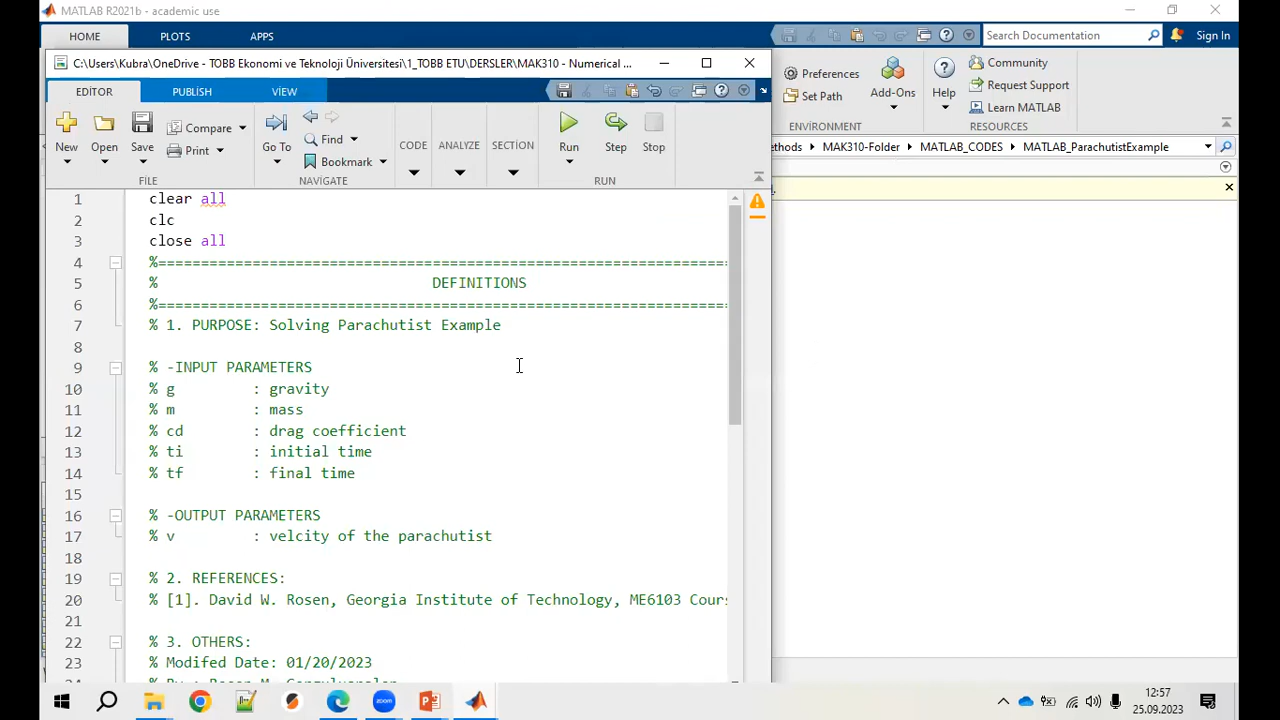 MATLAB R2021b - academic use
HOME PLOTS APPS
Search Documentation
Sign In
C:\Users\Kubra\OneDrive - TOBB Ekonomi ve Teknoloji Üniversitesi\1_TOBB ETU\DERSLER\MAK310 - Numerical ...
Preferences
Set Path
Add-Ons
Help
Community
Request Support
Learn MATLAB
ENVIRONMENT
RESOURCES
EDITOR PUBLISH VIEW
New Open Save
Compare
Print
Go To
Find
Bookmark
CODE ANALYZE SECTION
Run Step Stop
FILE NAVIGATE RUN
MAK310-Folder MATLAB_CODES MATLAB_ParachutistExample
1 clear all
2 clc
3 close all
4 %===================================================================
5 % DEFINITIONS
6 %===================================================================
7 % 1. PURPOSE: Solving Parachutist Example
8
9 % -INPUT PARAMETERS
10 % g : gravity
11 % m : mass
12 % cd : drag coefficient
13 % ti : initial time
14 % tf : final time
15
16 % -OUTPUT PARAMETERS
17 % v : velcity of the parachutist
18
19 % 2. REFERENCES:
20 % [1]. David W. Rosen, Georgia Institute of Technology, ME6103 Cours
21
22 % 3. OTHERS:
23 % Modifed Date: 01/20/2023
zoom
12:57
25.09.2023